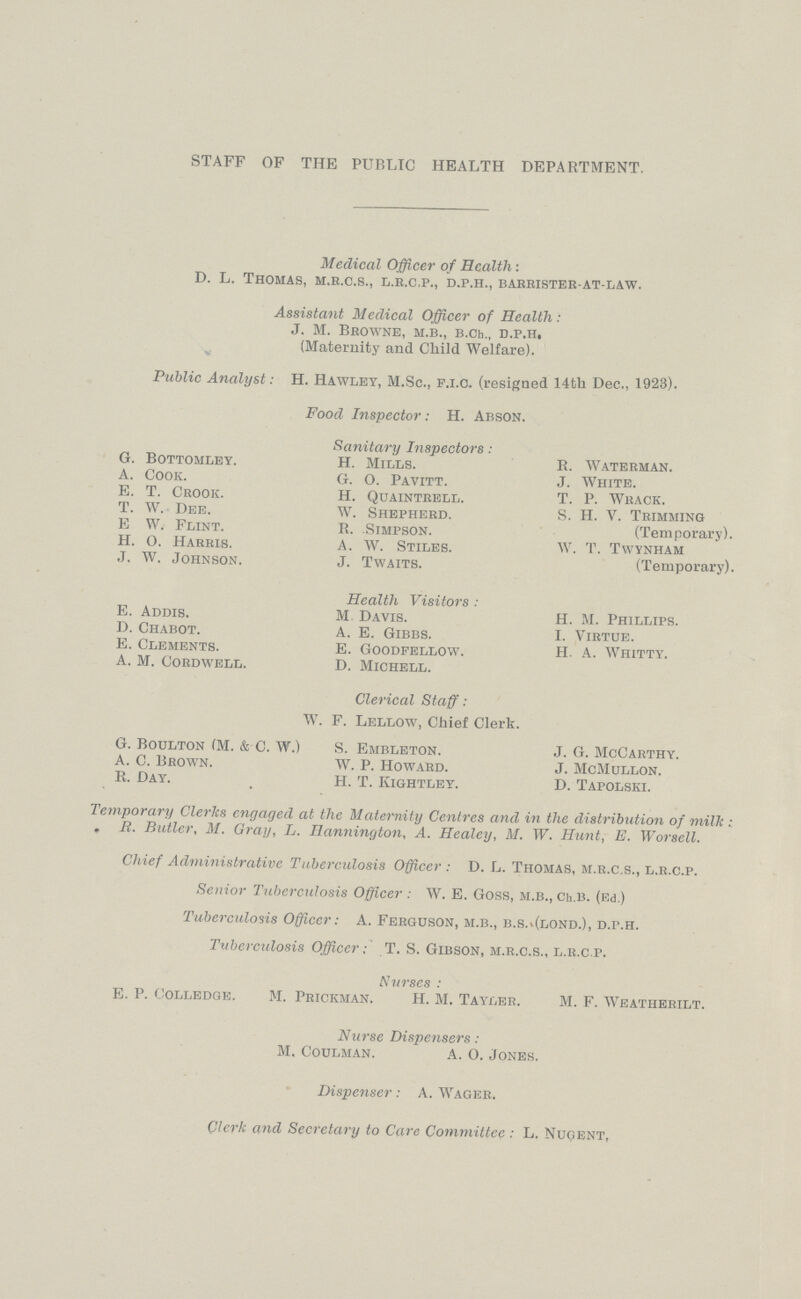 STAFF OF THE PUBLIC HEALTH DEPARTMENT.
Medical Officer of Health:
D. L. THOMAS, M.R.C.S., L.R.C.P., D.P.H., BARRISTER-AT-LAW.
Assistant Medical Officer of Health:
J. M. BROWNE, M.B., B.Ch., D.P.H.
(Maternity and Child Welfare).
Public Analyst: H. HAWLEY, M.Sc., F.I.C. (resigned 14th Dec., 1923).
Food Inspector: H. ABSON.
Sanitary Inspectors:
G. BOTTOMLEY. H. MILLS. R. WATERMAN.
A. COOK. G. O. PAVITT. J. WHITE.
E. T. CROOK. H. QUAINTRELL. T. P. WRACK.
T. W. DEE. W. SHEPHERD. S. H. V. TRIMMING
E W. FLINT. R. SIMPSON. (Temporary).
H. O. HARRIS. A. W. STILES. W. T. TWYNHAM
J. W. JOHNSON. J. TWAITS. (Temporary).
Health Visitors:
E. ADDIS. M. DAVIS. H. M. PHILLIPS.
D. CHABOT. A. E. GIBBS. I. VIRTUE.
E. CLEMENTS. E. GOODFELLOW. H. A. WHITTY.
A. M. CORDWELL. D. MICHELL.
Clerical Staff:
W. F. LELLOW, Chief Clerk.
G. BOULTON (M. & C. W.) S. EMBLETON. J. G. MCCARTHY.
A. C. BROWN. W. P. HOWARD. J. MCMULLON.
R. DAY. H. T. KIGHTLEY. D. TAPOLSKI.
Temporary Clerks engaged at the Maternity Centres and in the distribution of milk:
R. Butler, M. Gray, L. Hannington, A. Healey, M. W. Hunt, E. Worsell.
Chief Administrative Tuberculosis Officer: D. L. THOMAS, M.R.C.S., L.R.C.P.
Senior Tuberculosis Officer: W. E. GOSS, M.B., Ch.B. (Ed.)
Tuberculosis Officer: A. FERGUSON, M.B., B.S. (LOND.), D.P.H.
Tuberculosis Officer: T. S. GIBSON, M.R.C.S., L.R.C.P.
Nurses:
E. P. COLLEDGE. M. PRICKMAN. H. M. TAYLER. M. F. WEATHERILT.
Nurse Dispensers:
M. COULMAN. A. O. JONES.
Dispenser: A. WAGER.
Clerk and Secretary to Care Committee: L. NUGENT,